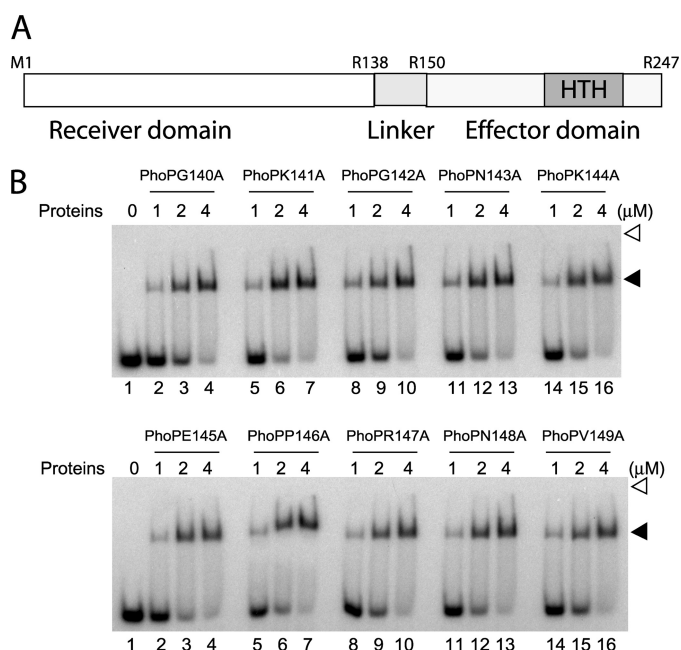 A
M1 R138 R150 R247
HTH
Receiver domain Linker Effector domain
B
PhoPG140A PhoPK141A PhoPG142A PhoPN143A PhoPK144A
Proteins 0 1 2 4 1 2 4 1 2 4 1 2 4 1 2 4 (μM)
1 2 3 4 5 6 7 8 9 10 11 12 13 14 15 16
PhoPE145A PhoPP146A PhoPR147A PhoPN148A PhoPV149A
Proteins 0 1 2 4 1 2 4 1 2 4 1 2 4 1 2 4 (μM)
1 2 3 4 5 6 7 8 9 10 11 12 13 14 15 16